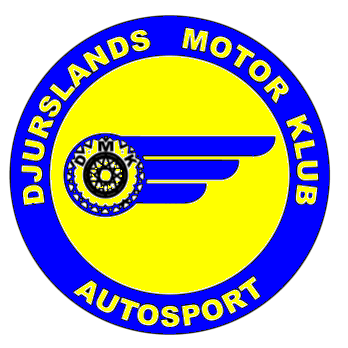 DJURSLANDS MOTOR KLUB
DMK
AUTOSPORT